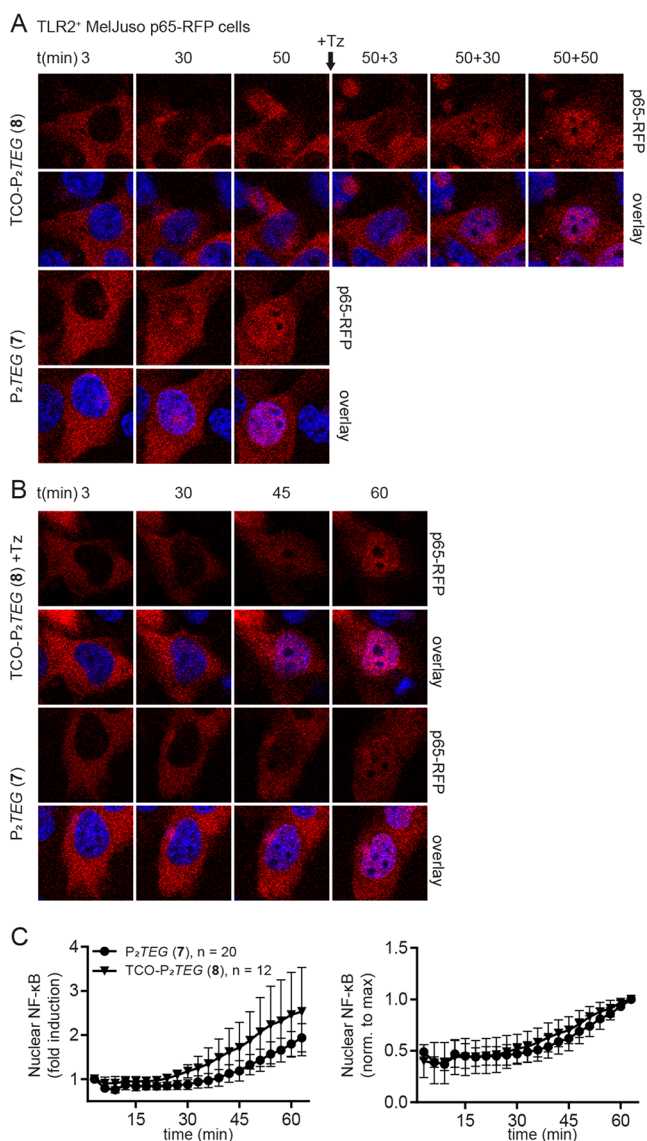 A TLR2⁺ MelJuso p65-RFP cells
+Tz
t(min) 3 30 50 50+3 50+30 50+50
TCO-P₂TEG (8)
p65-RFP
overlay
P₂TEG (7)
p65-RFP
overlay
B
t(min) 3 30 45 60
TCO-P₂TEG (8) +Tz
p65-RFP
overlay
P₂TEG (7)
p65-RFP
overlay
C
Nuclear NF-κB
(fold induction)
4
3
2
1
P₂TEG (7), n = 20
TCO-P₂TEG (8), n = 12
15 30 45 60
time (min)
Nuclear NF-κB
(norm. to max)
1.5
1.0
0.5
0.0
15 30 45 60
time (min)